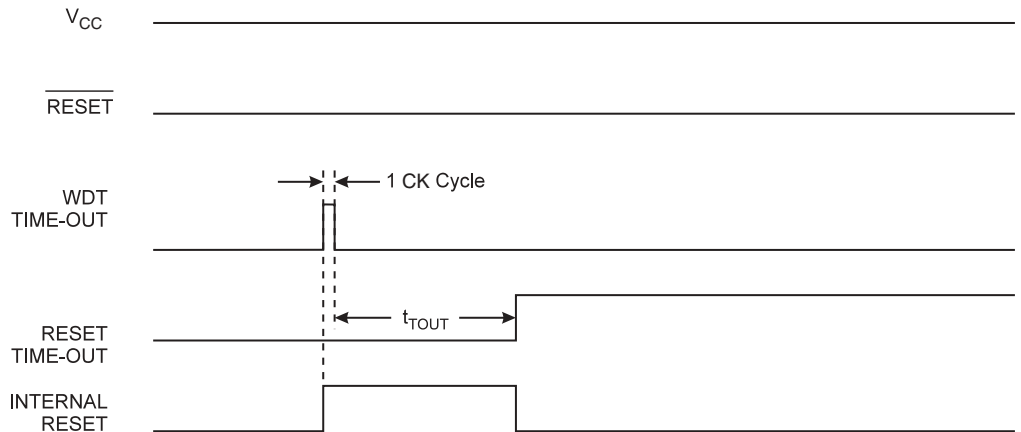 VCC
RESET
1 CK Cycle
WDT
TIME-OUT
tTOUT
RESET
TIME-OUT
INTERNAL
RESET